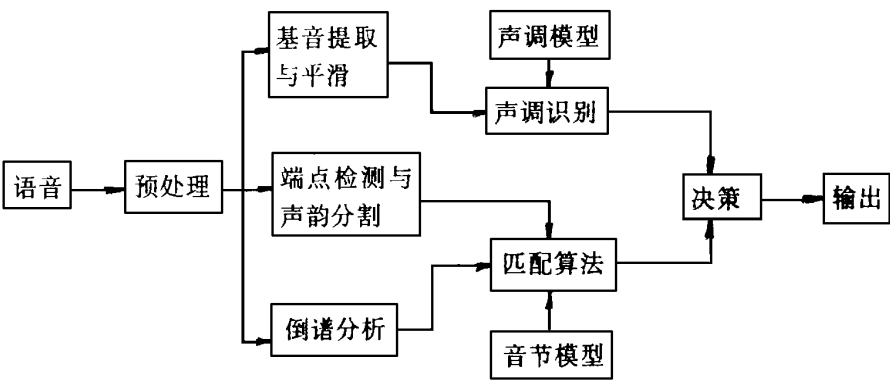 语音
预处理
基音提取
与平滑
端点检测与
声韵分割
倒谱分析
声调模型
声调识别
匹配算法
音节模型
决策
输出